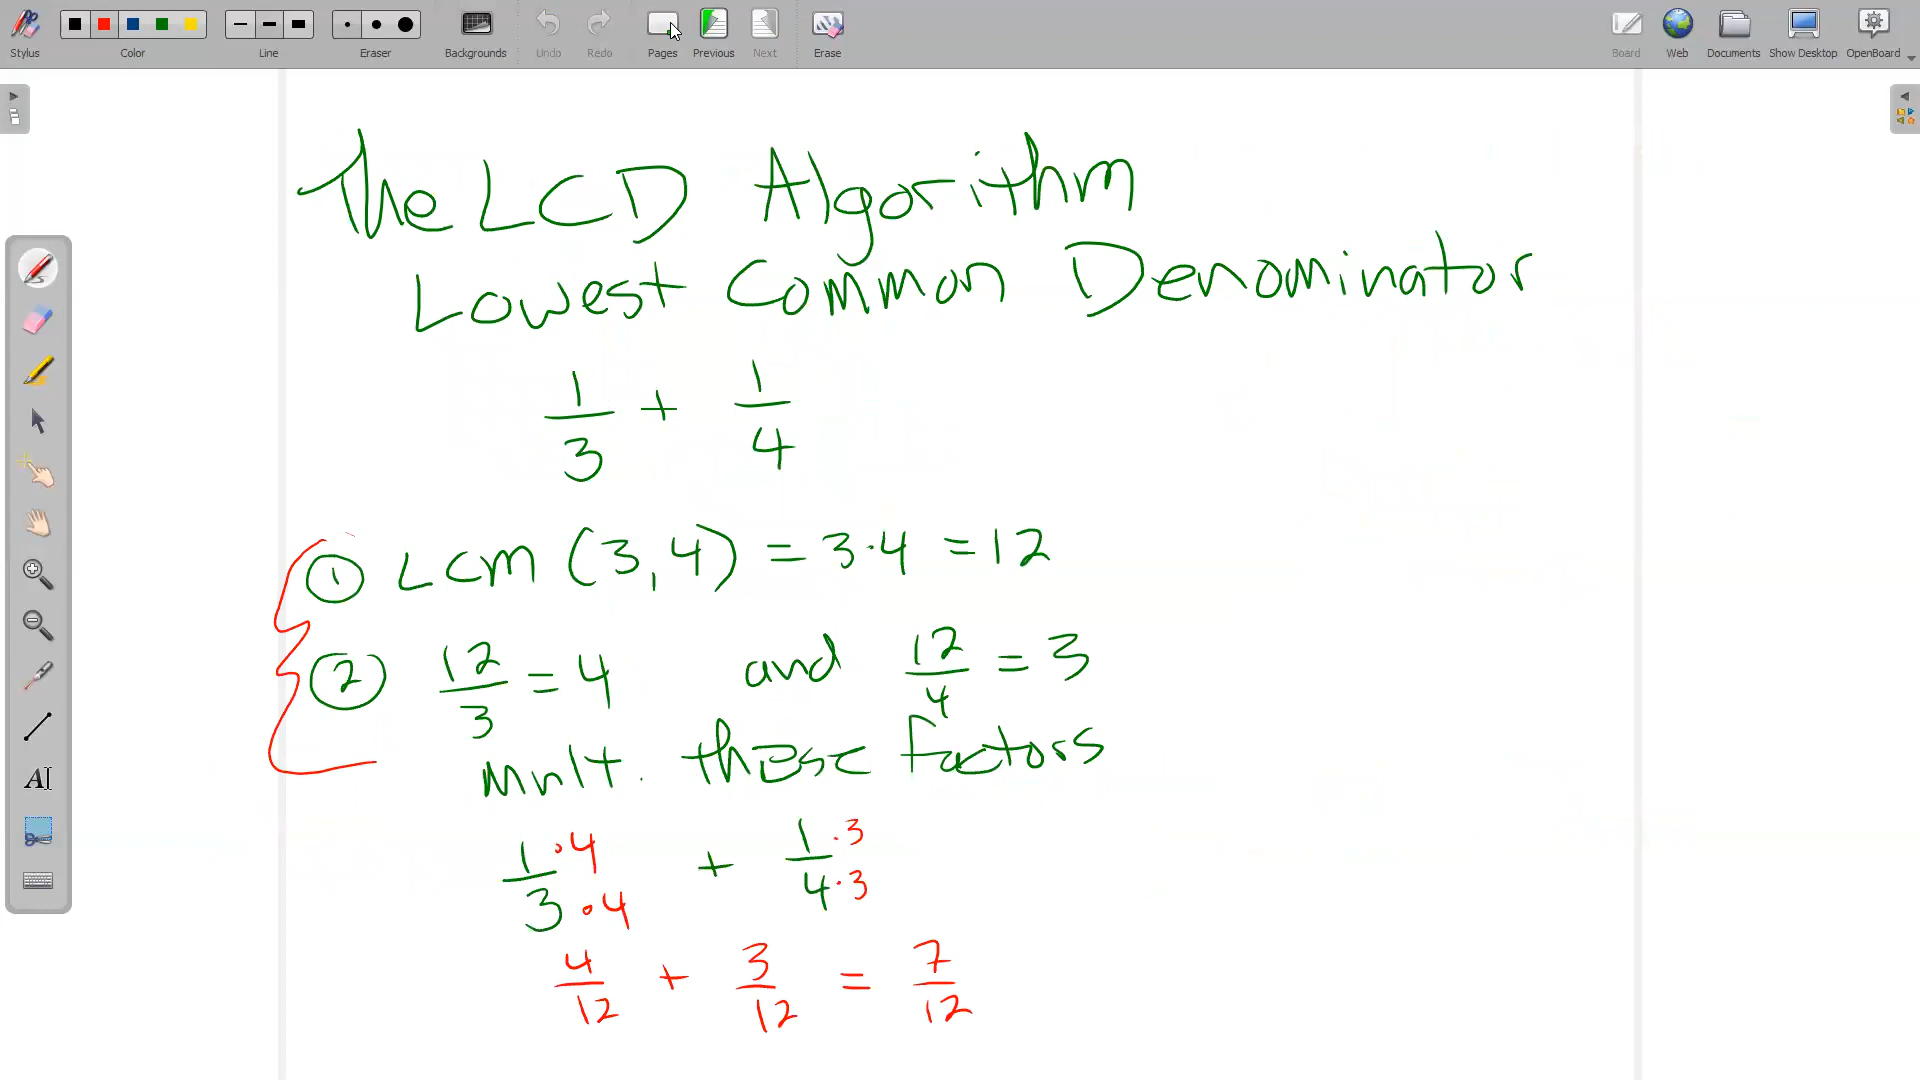 Stylus Color Line Eraser Backgrounds Undo Redo Pages Previous Next Erase Board Web Documents Show Desktop OpenBoard
The LCD Algorithm
Lowest Common Denominator
1/3 + 1/4
① LCM (3,4) = 3·4 = 12
② 12/3 = 4 and 12/4 = 3
Mult. these factors
1·4/3·4 + 1·3/4·3
4/12 + 3/12 = 7/12